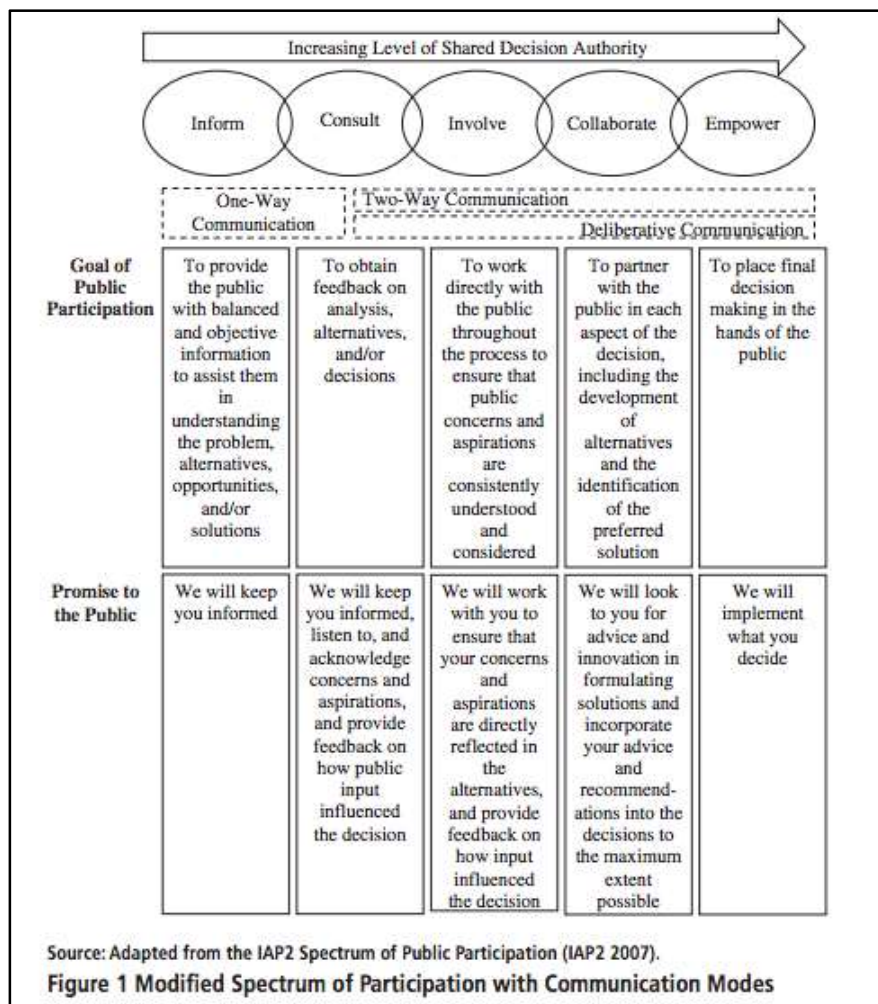 Increasing Level of Shared Decision Authority
Inform
Consult
Involve
Collaborate
Empower
One-Way
Communication
Two-Way Communication
Deliberative Communication
Goal of
Public
Participation
To provide
the public
with balanced
and objective
information
to assist them
in
understanding
the problem,
alternatives,
opportunities,
and/or
solutions
To obtain
feedback on
analysis,
alternatives,
and/or
decisions
To work
directly with
the public
throughout
the process to
ensure that
public
concerns and
aspirations
are
consistently
understood
and
considered
To partner
with the
public in each
aspect of the
decision,
including the
development
of
alternatives
and the
identification
of the
preferred
solution
To place final
decision
making in the
hands of the
public
Promise to
the Public
We will keep
you informed
We will keep
you informed,
listen to, and
acknowledge
concerns and
aspirations,
and provide
feedback on
how public
input
influenced
the decision
We will work
with you to
ensure that
your concerns
and
aspirations
are directly
reflected in
the
alternatives,
and provide
feedback on
how input
influenced
the decision
We will look
to you for
advice and
innovation in
formulating
solutions and
incorporate
your advice
and
recommend-
ations into the
decisions to
the maximum
extent
possible
We will
implement
what you
decide
Source: Adapted from the IAP2 Spectrum of Public Participation (IAP2 2007).
Figure 1 Modified Spectrum of Participation with Communication Modes